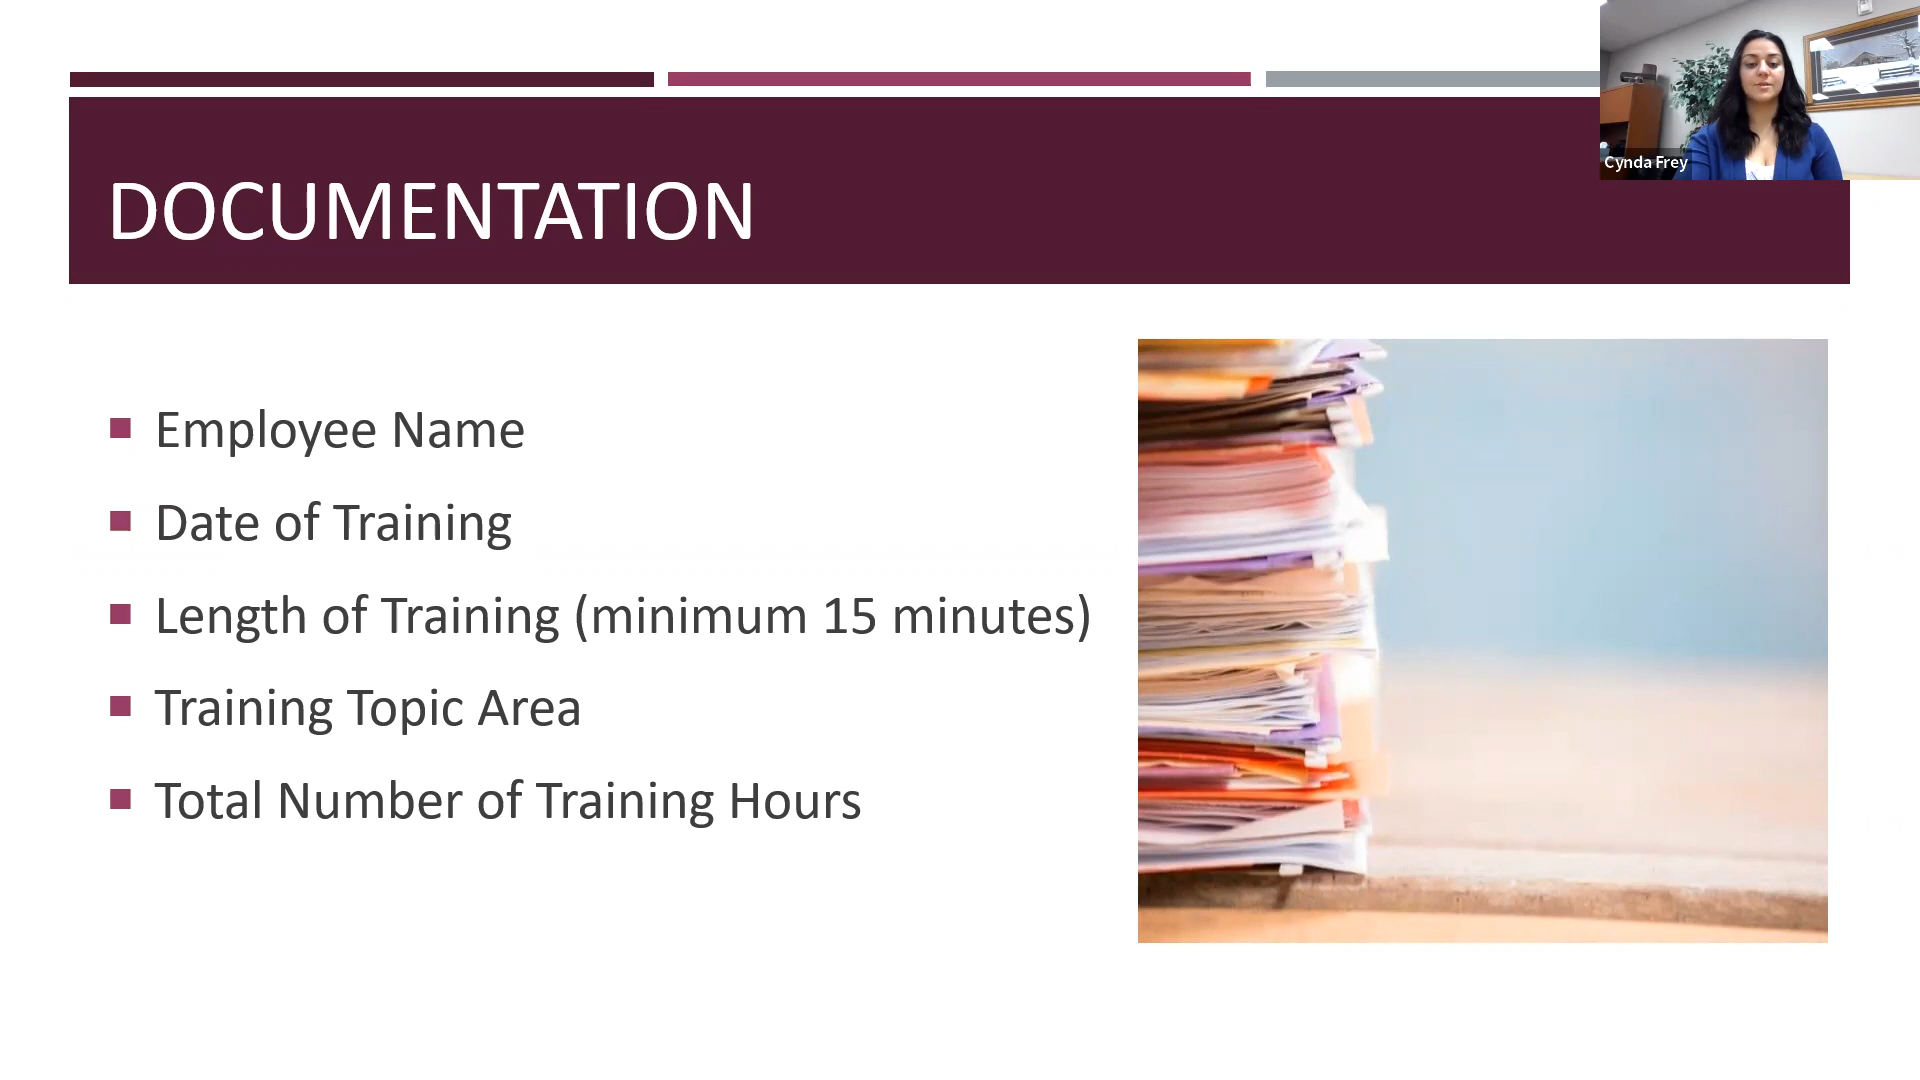 Cynda Frey
DOCUMENTATION
Employee Name
Date of Training
Length of Training (minimum 15 minutes)
Training Topic Area
Total Number of Training Hours